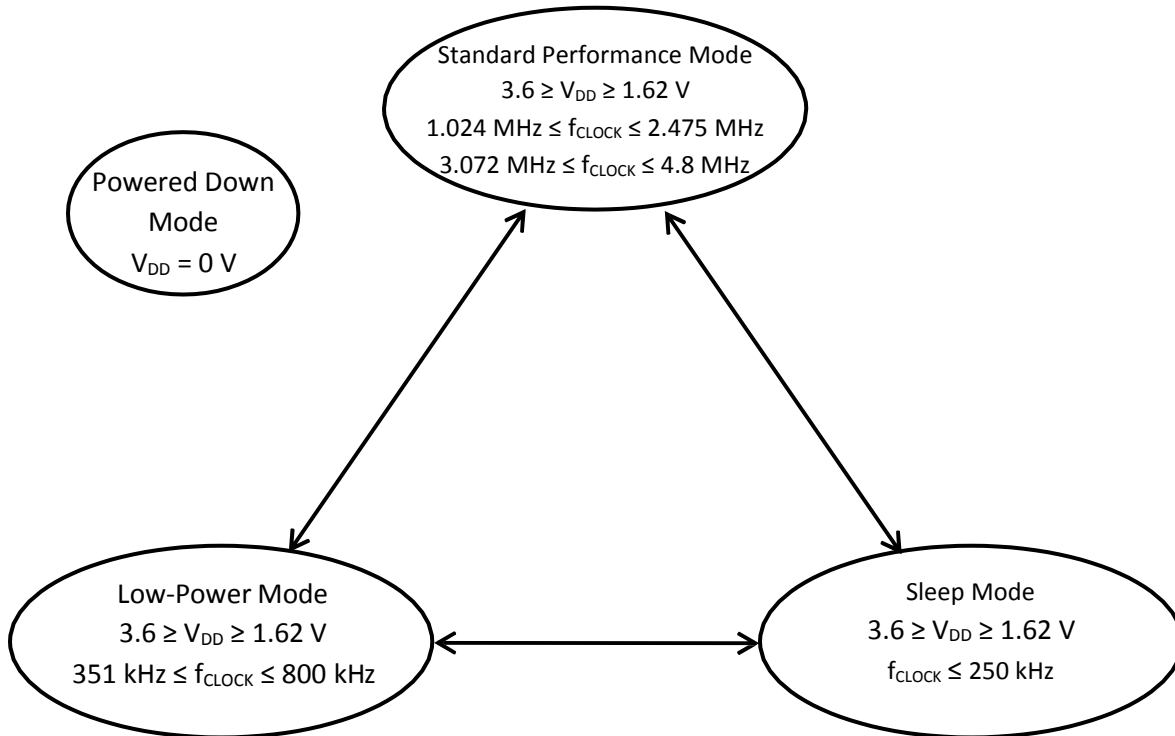 Standard Performance Mode
3.6 ≥ V_DD ≥ 1.62 V
1.024 MHz ≤ f_CLOCK ≤ 2.475 MHz
3.072 MHz ≤ f_CLOCK ≤ 4.8 MHz
Powered Down
Mode
V_DD = 0 V
Low-Power Mode
3.6 ≥ V_DD ≥ 1.62 V
351 kHz ≤ f_CLOCK ≤ 800 kHz
Sleep Mode
3.6 ≥ V_DD ≥ 1.62 V
f_CLOCK ≤ 250 kHz